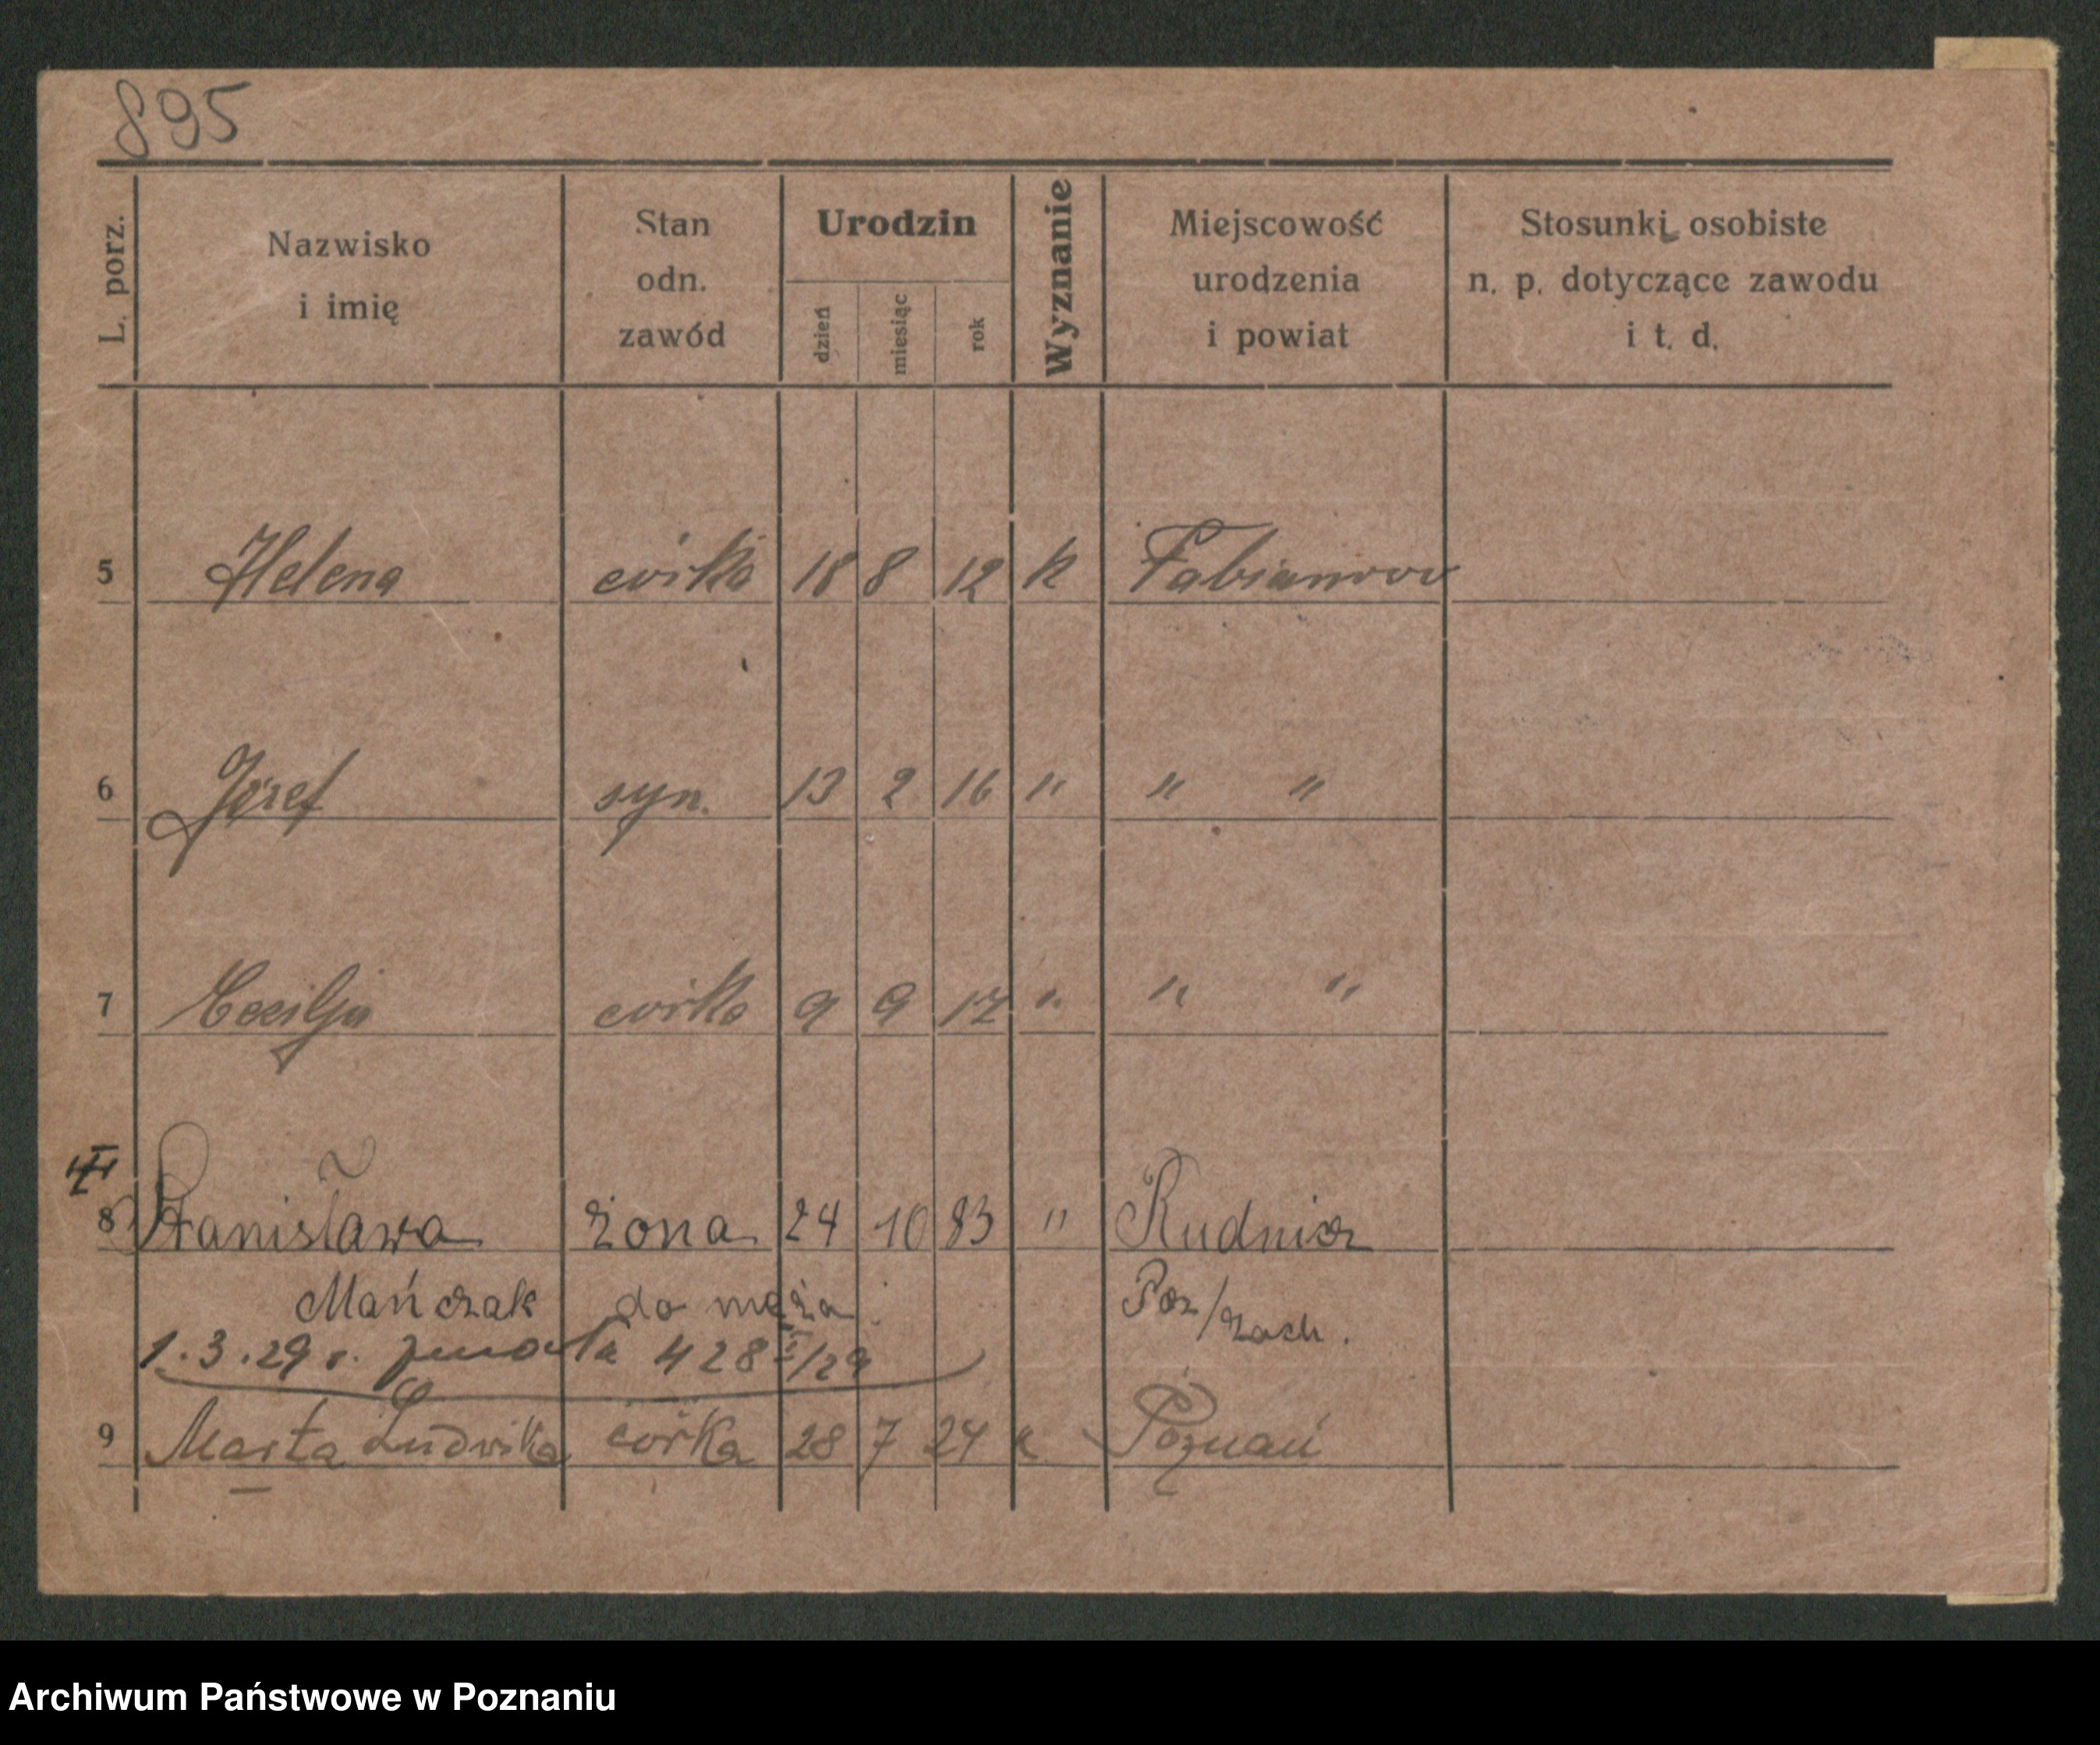 895
L. porz.
Nazwisko
i imię
Stan
odn.
zawód
Urodzin
dzień
miesiąc
rok
Wyznanie
Miejscowość
urodzenia
i powiat
Stosunki osobiste
n. p. dotyczące zawodu
i t. d.
5 Helena córka 18 8 12 k Fabianowo
6 Józef syn. 13 2 16 " " "
7 Cecilja córka 9 9 17 " " "
8 Stanisława żona 24 10 83 " Rudnicz
Mańczak do męża Poz/zach.
1.3.29 r. zmarła 428 /29
9 Marta Ludwika córka 28 7 24 k Poznań
Archiwum Państwowe w Poznaniu